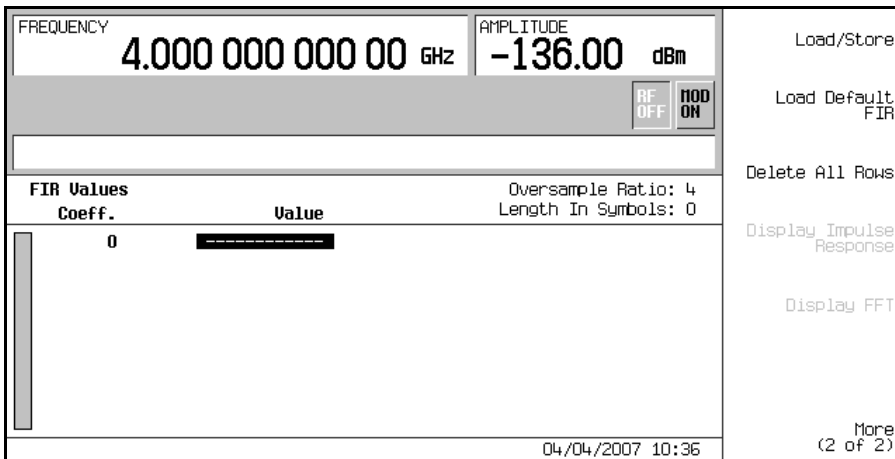 FREQUENCY
4.000 000 000 00 GHz
AMPLITUDE
-136.00 dBm
RF OFF
MOD ON
FIR Values
Oversample Ratio: 4
Length In Symbols: 0
Coeff. Value
0 ------------
04/04/2007 10:36
Load/Store
Load Default
FIR
Delete All Rows
Display Impulse
Response
Display FFT
More
(2 of 2)